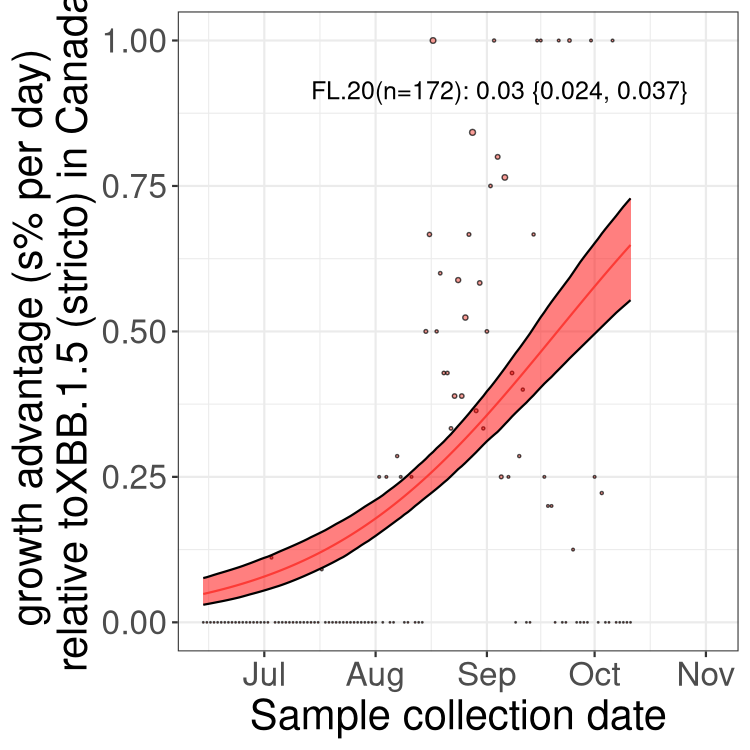 growth advantage (s% per day)
relative toXBB.1.5 (stricto) in Canada
1.00
0.75
0.50
0.25
0.00
FL.20(n=172): 0.03 {0.024, 0.037}
Jul Aug Sep Oct Nov
Sample collection date